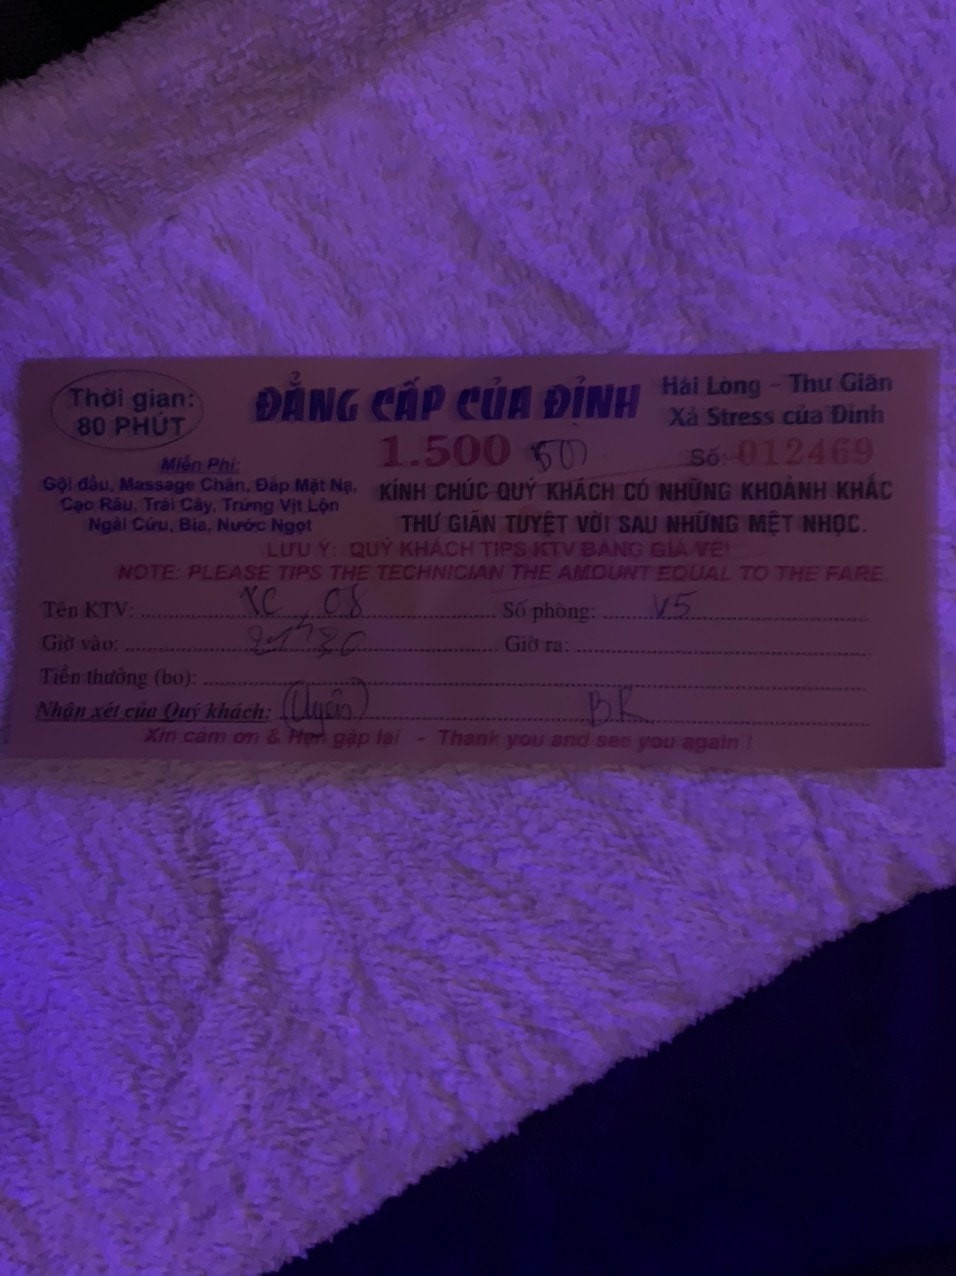 Thời gian:
80 PHÚT
ĐẲNG CẤP CỦA ĐỈNH
Hài Lòng - Thư Giãn
Xả Stress của Đỉnh
1.500 500
Số: 012469
Miễn Phí:
Gội đầu, Massage Chân, Đắp Mặt Nạ,
Cạo Râu, Trái Cây, Trứng Vịt Lộn
Ngải Cứu, Bia, Nước Ngọt
KÍNH CHÚC QUÝ KHÁCH CÓ NHỮNG KHOẢNH KHẮC
THƯ GIÃN TUYỆT VỜI SAU NHỮNG MỆT NHỌC.
LƯU Ý: QUÝ KHÁCH TIPS KTV BẰNG GIÁ VÉ!
NOTE: PLEASE TIPS THE TECHNICIAN THE AMOUNT EQUAL TO THE FARE.
Tên KTV: 08 Số phòng: V5
Giờ vào: Giờ ra:
Tiền thưởng (bo):
Nhận xét của Quý khách: BK
Xin cảm ơn & Hẹn gặp lại - Thank you and see you again !